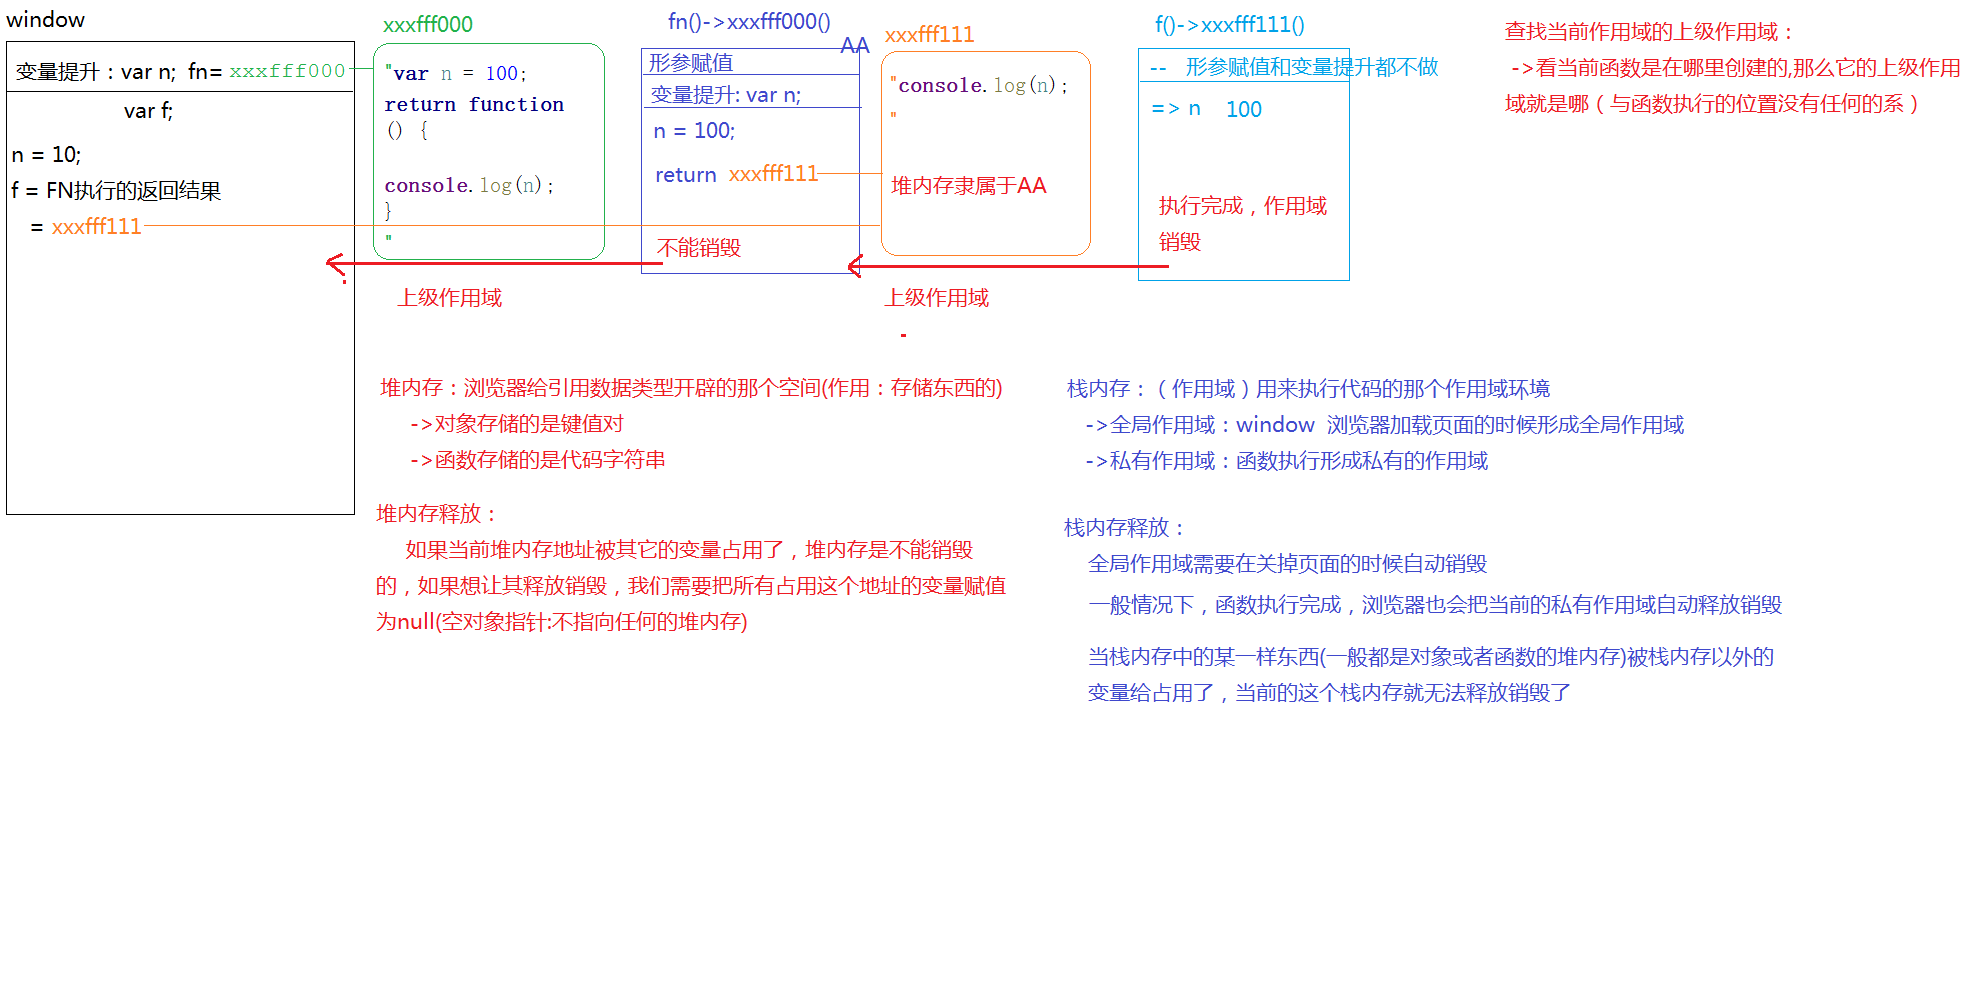 window
变量提升：var n;  fn= xxxfff000
var f;
n = 10;
f = FN执行的返回结果
= xxxfff111
xxxfff000
"var n = 100;
return function
() {
console.log(n);
}
"
上级作用域
fn()->xxxfff000()
AA
形参赋值
变量提升: var n;
n = 100;
return xxxfff111
不能销毁
xxxfff111
"console.log(n);
"
堆内存隶属于AA
上级作用域
f()->xxxfff111()
-- 形参赋值和变量提升都不做
=> n 100
执行完成，作用域
销毁
查找当前作用域的上级作用域：
->看当前函数是在哪里创建的,那么它的上级作用
域就是哪（与函数执行的位置没有任何的系）
堆内存：浏览器给引用数据类型开辟的那个空间(作用：存储东西的)
->对象存储的是键值对
->函数存储的是代码字符串
堆内存释放：
如果当前堆内存地址被其它的变量占用了，堆内存是不能销毁
的，如果想让其释放销毁，我们需要把所有占用这个地址的变量赋值
为null(空对象指针:不指向任何的堆内存)
栈内存：（作用域）用来执行代码的那个作用域环境
->全局作用域：window 浏览器加载页面的时候形成全局作用域
->私有作用域：函数执行形成私有的作用域
栈内存释放：
全局作用域需要在关掉页面的时候自动销毁
一般情况下，函数执行完成，浏览器也会把当前的私有作用域自动释放销毁
当栈内存中的某一样东西(一般都是对象或者函数的堆内存)被栈内存以外的
变量给占用了，当前的这个栈内存就无法释放销毁了